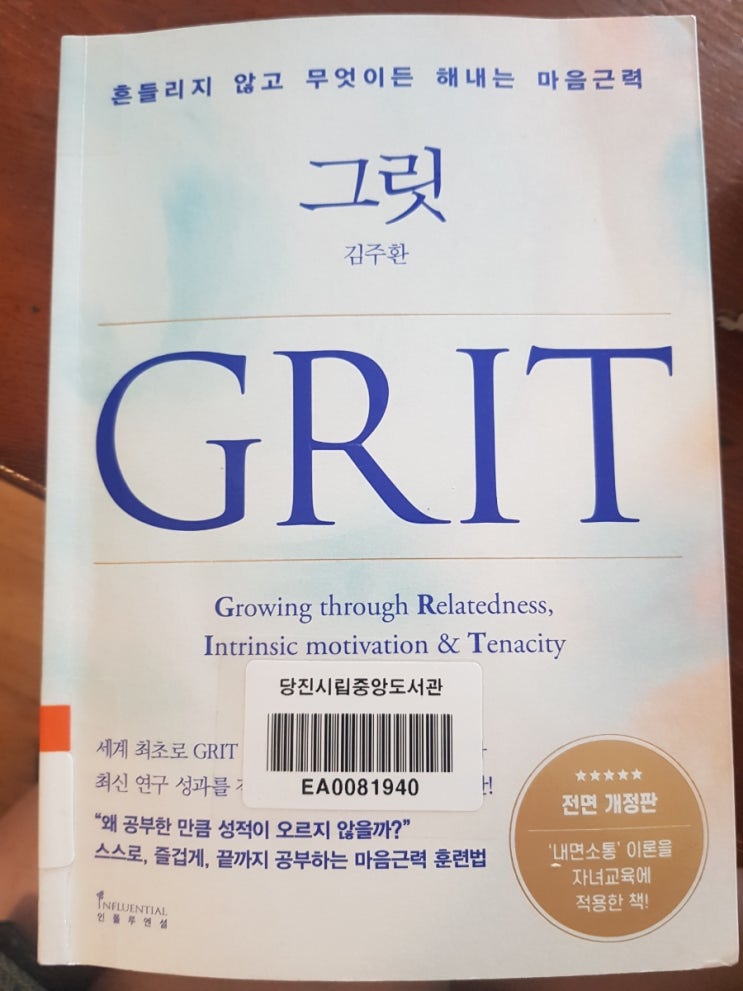 흔들리지 않고 무엇이든 해내는 마음근력
그릿
김주환
GRIT
Growing through Relatedness,
Intrinsic motivation & Tenacity
당진시립중앙도서관
EA0081940
세계 최초로 GRIT
최신 연구 성과를
"왜 공부한 만큼 성적이 오르지 않을까?"
스스로, 즐겁게, 끝까지 공부하는 마음근력 훈련법
★★★★★
전면 개정판
'내면소통' 이론을
자녀교육에
적용한 책!
INFLUENTIAL
인플루엔셜